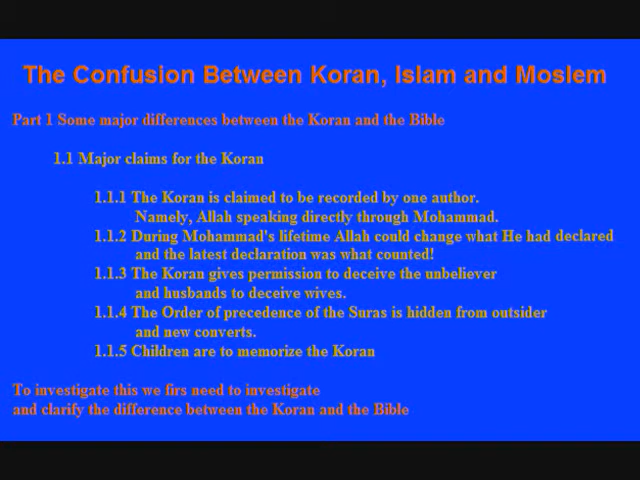 The Confusion Between Koran, Islam and Moslem
Part 1 Some major differences between the Koran and the Bible
1.1 Major claims for the Koran
1.1.1 The Koran is claimed to be recorded by one author.
Namely, Allah speaking directly through Mohammad.
1.1.2 During Mohammad's lifetime Allah could change what He had declared
and the latest declaration was what counted!
1.1.3 The Koran gives permission to deceive the unbeliever
and husbands to deceive wives.
1.1.4 The Order of precedence of the Suras is hidden from outsider
and new converts.
1.1.5 Children are to memorize the Koran
To investigate this we firs need to investigate
and clarify the difference between the Koran and the Bible